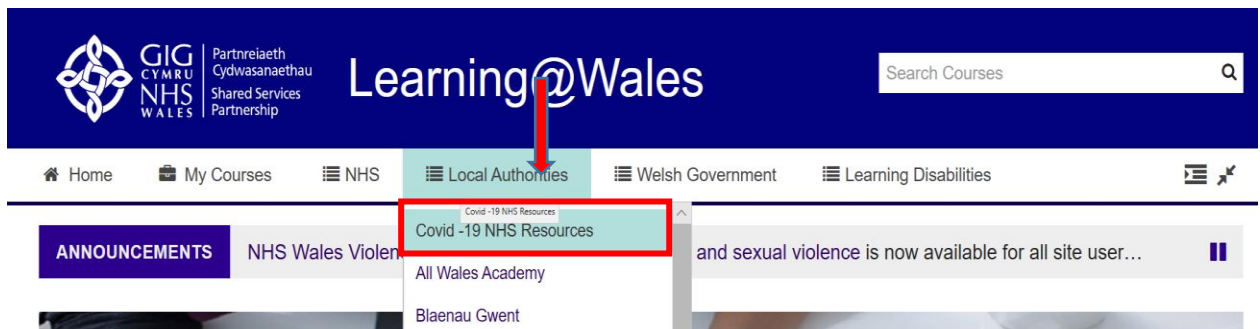 GIG
CYMRU
NHS
WALES
Partneriaeth
Cydwasanaethau
Shared Services
Partnership
Learning@Wales
Search Courses
Home My Courses NHS Local Authorities Welsh Government Learning Disabilities
Covid -19 NHS Resources
Covid -19 NHS Resources
ANNOUNCEMENTS NHS Wales Violen and sexual violence is now available for all site user…
All Wales Academy
Blaenau Gwent